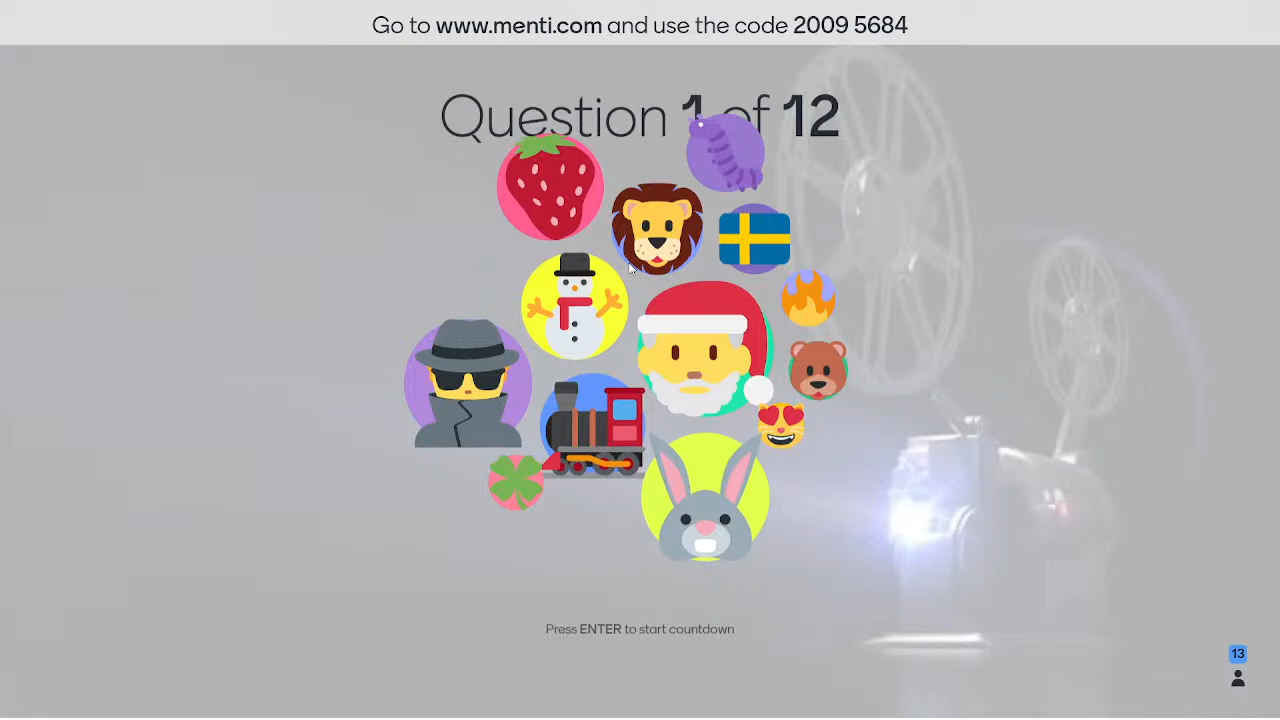 Go to www.menti.com and use the code 2009 5684
Question 1 of 12
Press ENTER to start countdown
13